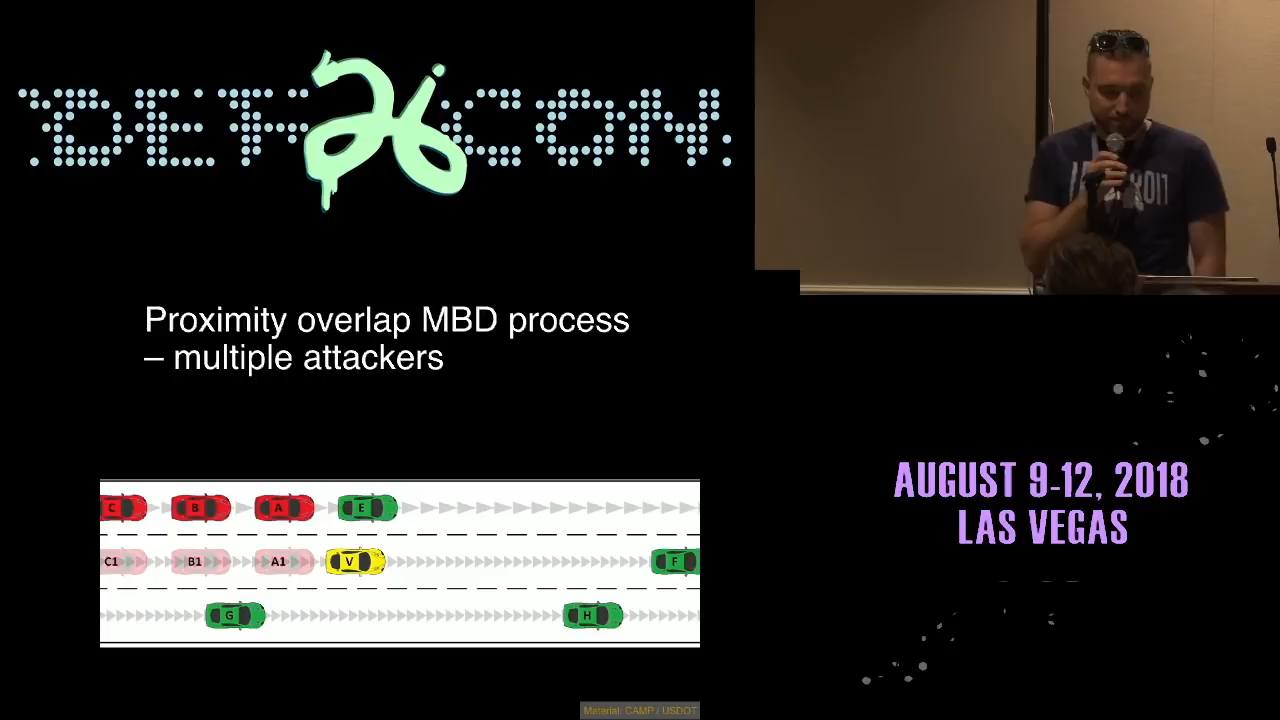 DEF CON
26
Proximity overlap MBD process
– multiple attackers
C B A E
C1 B1 A1 V F
G H
AUGUST 9-12, 2018
LAS VEGAS
Material: CAMP / USDOT